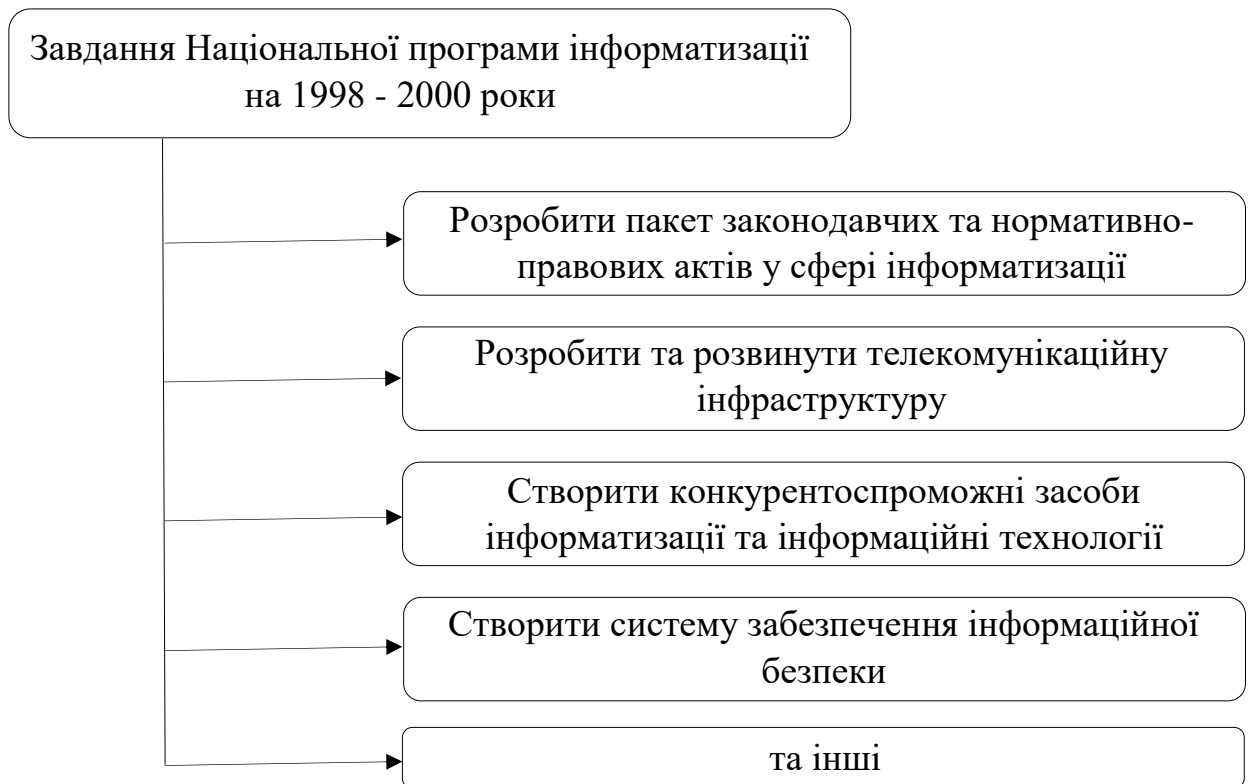 Завдання Національної програми інформатизації
на 1998 - 2000 роки
Розробити пакет законодавчих та нормативно-
правових актів у сфері інформатизації
Розробити та розвинути телекомунікаційну
інфраструктуру
Створити конкурентоспроможні засоби
інформатизації та інформаційні технології
Створити систему забезпечення інформаційної
безпеки
та інші